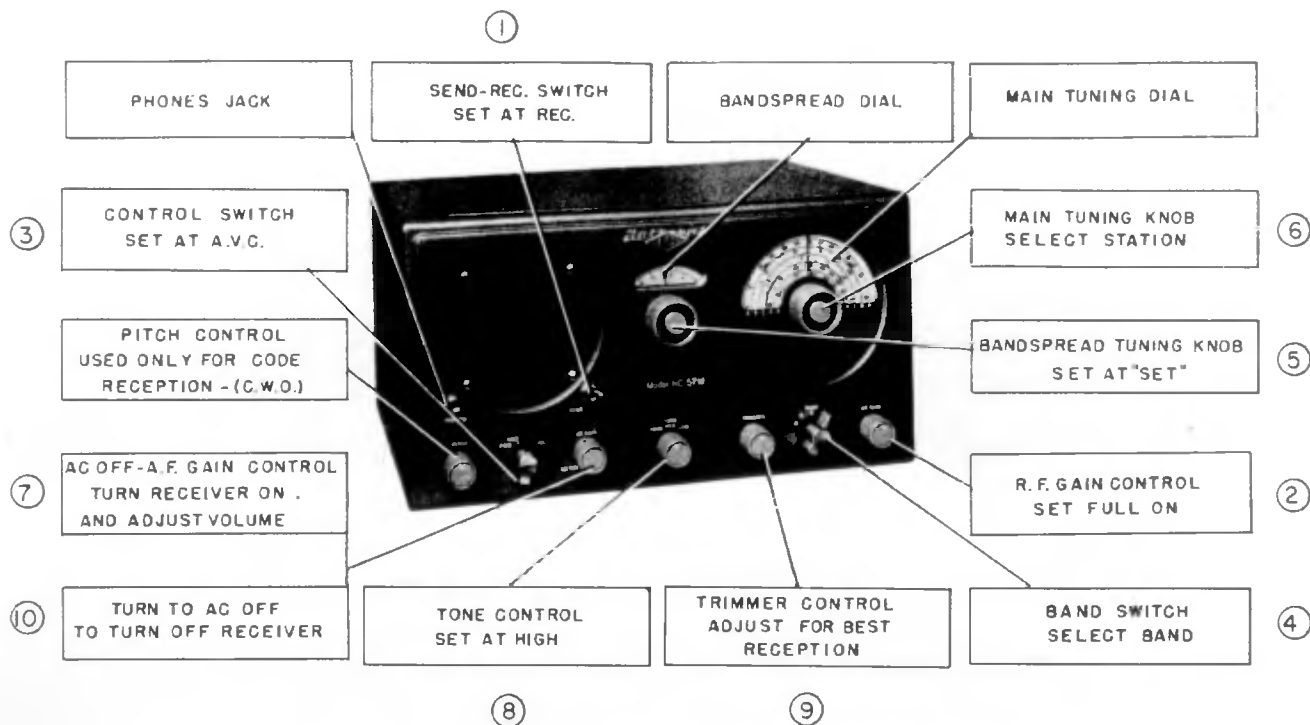 ①
PHONES JACK
SEND-REC. SWITCH
SET AT REC.
BANDSPREAD DIAL
MAIN TUNING DIAL
③
CONTROL SWITCH
SET AT A.V.C.
MAIN TUNING KNOB
SELECT STATION
⑥
PITCH CONTROL
USED ONLY FOR CODE
RECEPTION - (C.W.O.)
BANDSPREAD TUNING KNOB
SET AT "SET"
⑤
Model NC 57M
⑦
AC OFF-A.F. GAIN CONTROL
TURN RECEIVER ON .
AND ADJUST VOLUME
R.F. GAIN CONTROL
SET FULL ON
②
⑩
TURN TO AC OFF
TO TURN OFF RECEIVER
TONE CONTROL
SET AT HIGH
TRIMMER CONTROL
ADJUST FOR BEST
RECEPTION
BAND SWITCH
SELECT BAND
④
⑧
⑨